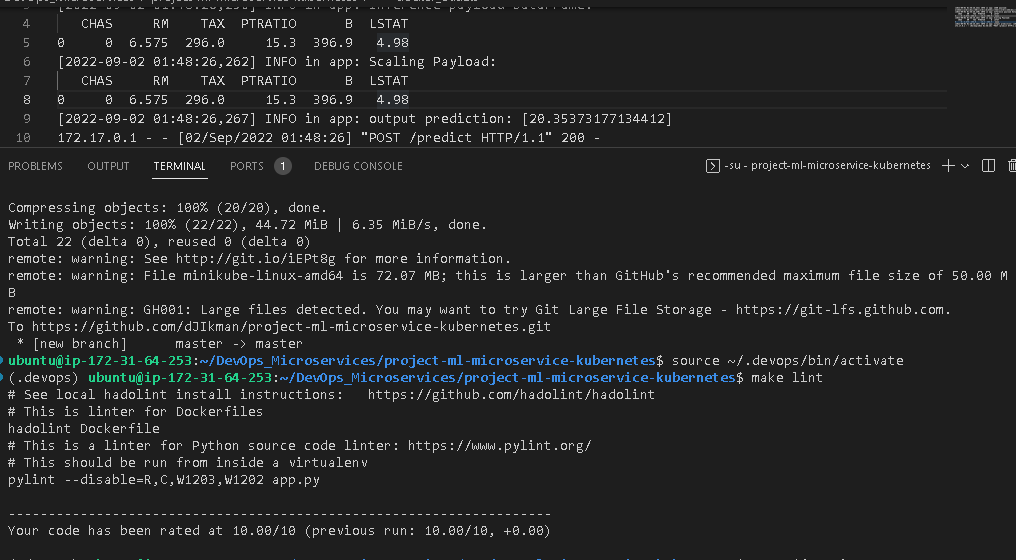 4 CHAS RM TAX PTRATIO B LSTAT
5 0 0 6.575 296.0 15.3 396.9 4.98
6 [2022-09-02 01:48:26,262] INFO in app: Scaling Payload:
7 CHAS RM TAX PTRATIO B LSTAT
8 0 0 6.575 296.0 15.3 396.9 4.98
9 [2022-09-02 01:48:26,267] INFO in app: output prediction: [20.35373177134412]
10 172.17.0.1 - - [02/Sep/2022 01:48:26] "POST /predict HTTP/1.1" 200 -
PROBLEMS OUTPUT TERMINAL PORTS 1 DEBUG CONSOLE -su - project-ml-microservice-kubernetes
Compressing objects: 100% (20/20), done.
Writing objects: 100% (22/22), 44.72 MiB | 6.35 MiB/s, done.
Total 22 (delta 0), reused 0 (delta 0)
remote: warning: See http://git.io/iEPt8g for more information.
remote: warning: File minikube-linux-amd64 is 72.07 MB; this is larger than GitHub's recommended maximum file size of 50.00 M
B
remote: warning: GH001: Large files detected. You may want to try Git Large File Storage - https://git-lfs.github.com.
To https://github.com/dJIkman/project-ml-microservice-kubernetes.git
* [new branch] master -> master
ubuntu@ip-172-31-64-253:~/DevOps_Microservices/project-ml-microservice-kubernetes$ source ~/.devops/bin/activate
(.devops) ubuntu@ip-172-31-64-253:~/DevOps_Microservices/project-ml-microservice-kubernetes$ make lint
# See local hadolint install instructions: https://github.com/hadolint/hadolint
# This is linter for Dockerfiles
hadolint Dockerfile
# This is a linter for Python source code linter: https://www.pylint.org/
# This should be run from inside a virtualenv
pylint --disable=R,C,W1203,W1202 app.py
--------------------------------------------------------------------
Your code has been rated at 10.00/10 (previous run: 10.00/10, +0.00)